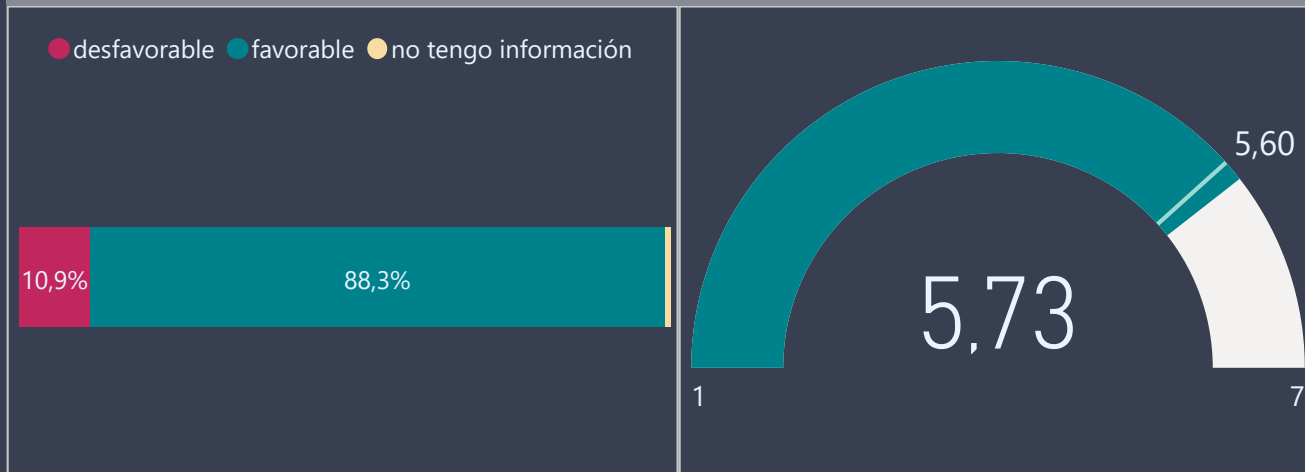 desfavorable favorable no tengo información
10,9% 88,3%
5,60
5,73
1 7